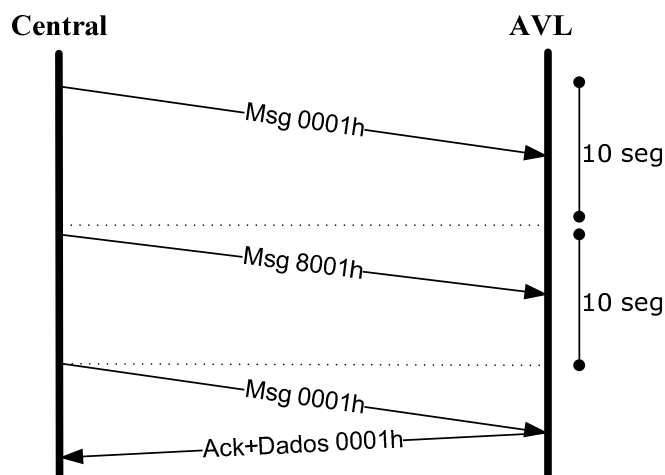 Central
AVL
Msg 0001h
10 seg
Msg 8001h
10 seg
Msg 0001h
Ack+Dados 0001h